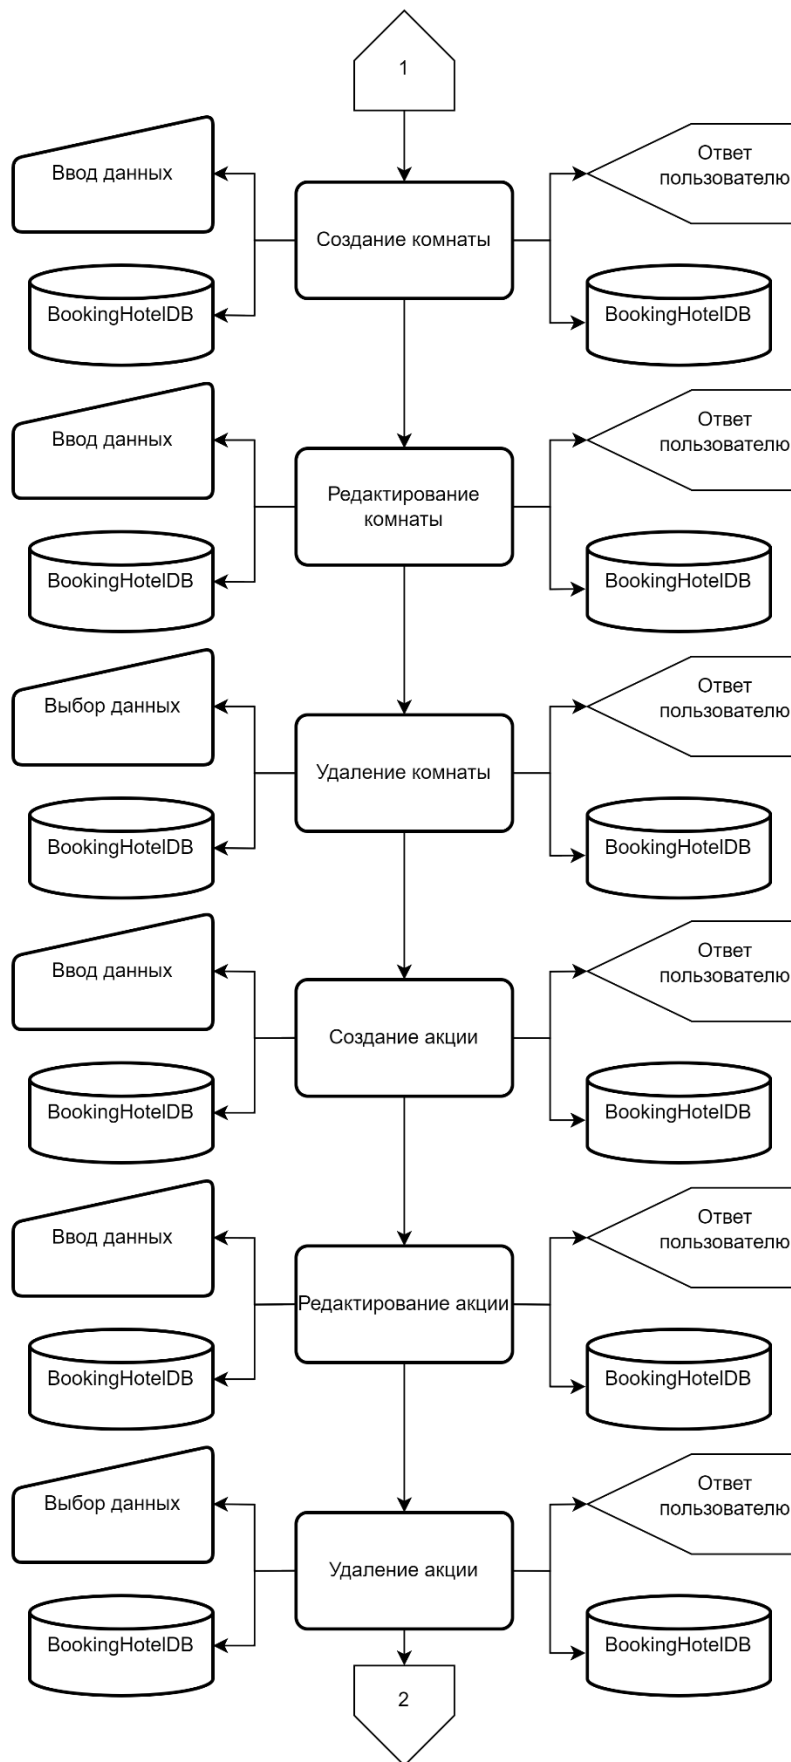 1
Ввод данных
Ответ
пользователю
Создание комнаты
BookingHotelDB
BookingHotelDB
Ввод данных
Ответ
пользователю
Редактирование
комнаты
BookingHotelDB
BookingHotelDB
Выбор данных
Ответ
пользователю
Удаление комнаты
BookingHotelDB
BookingHotelDB
Ввод данных
Ответ
пользователю
Создание акции
BookingHotelDB
BookingHotelDB
Ввод данных
Ответ
пользователю
Редактирование акции
BookingHotelDB
BookingHotelDB
Выбор данных
Ответ
пользователю
Удаление акции
BookingHotelDB
BookingHotelDB
2